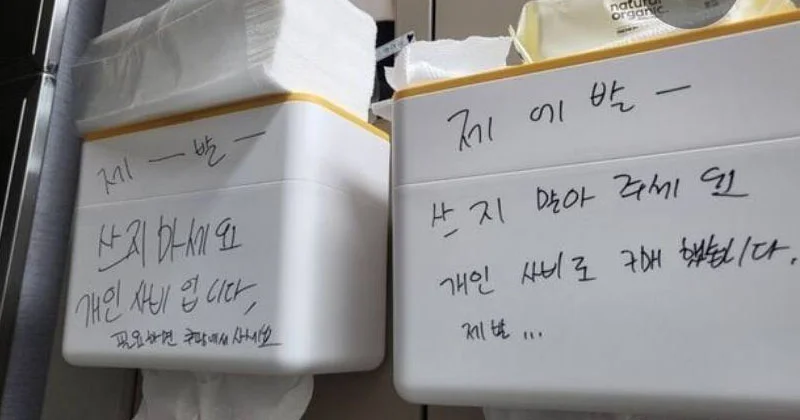 natural
organic.
제 — 발 —
쓰지 마세요
개인 사비 입니다,
필요하면 쿠팡에서 사세요
제 에 발 —
쓰지 말아 주세요
개인 사비로 구매 했습니다.
제발...